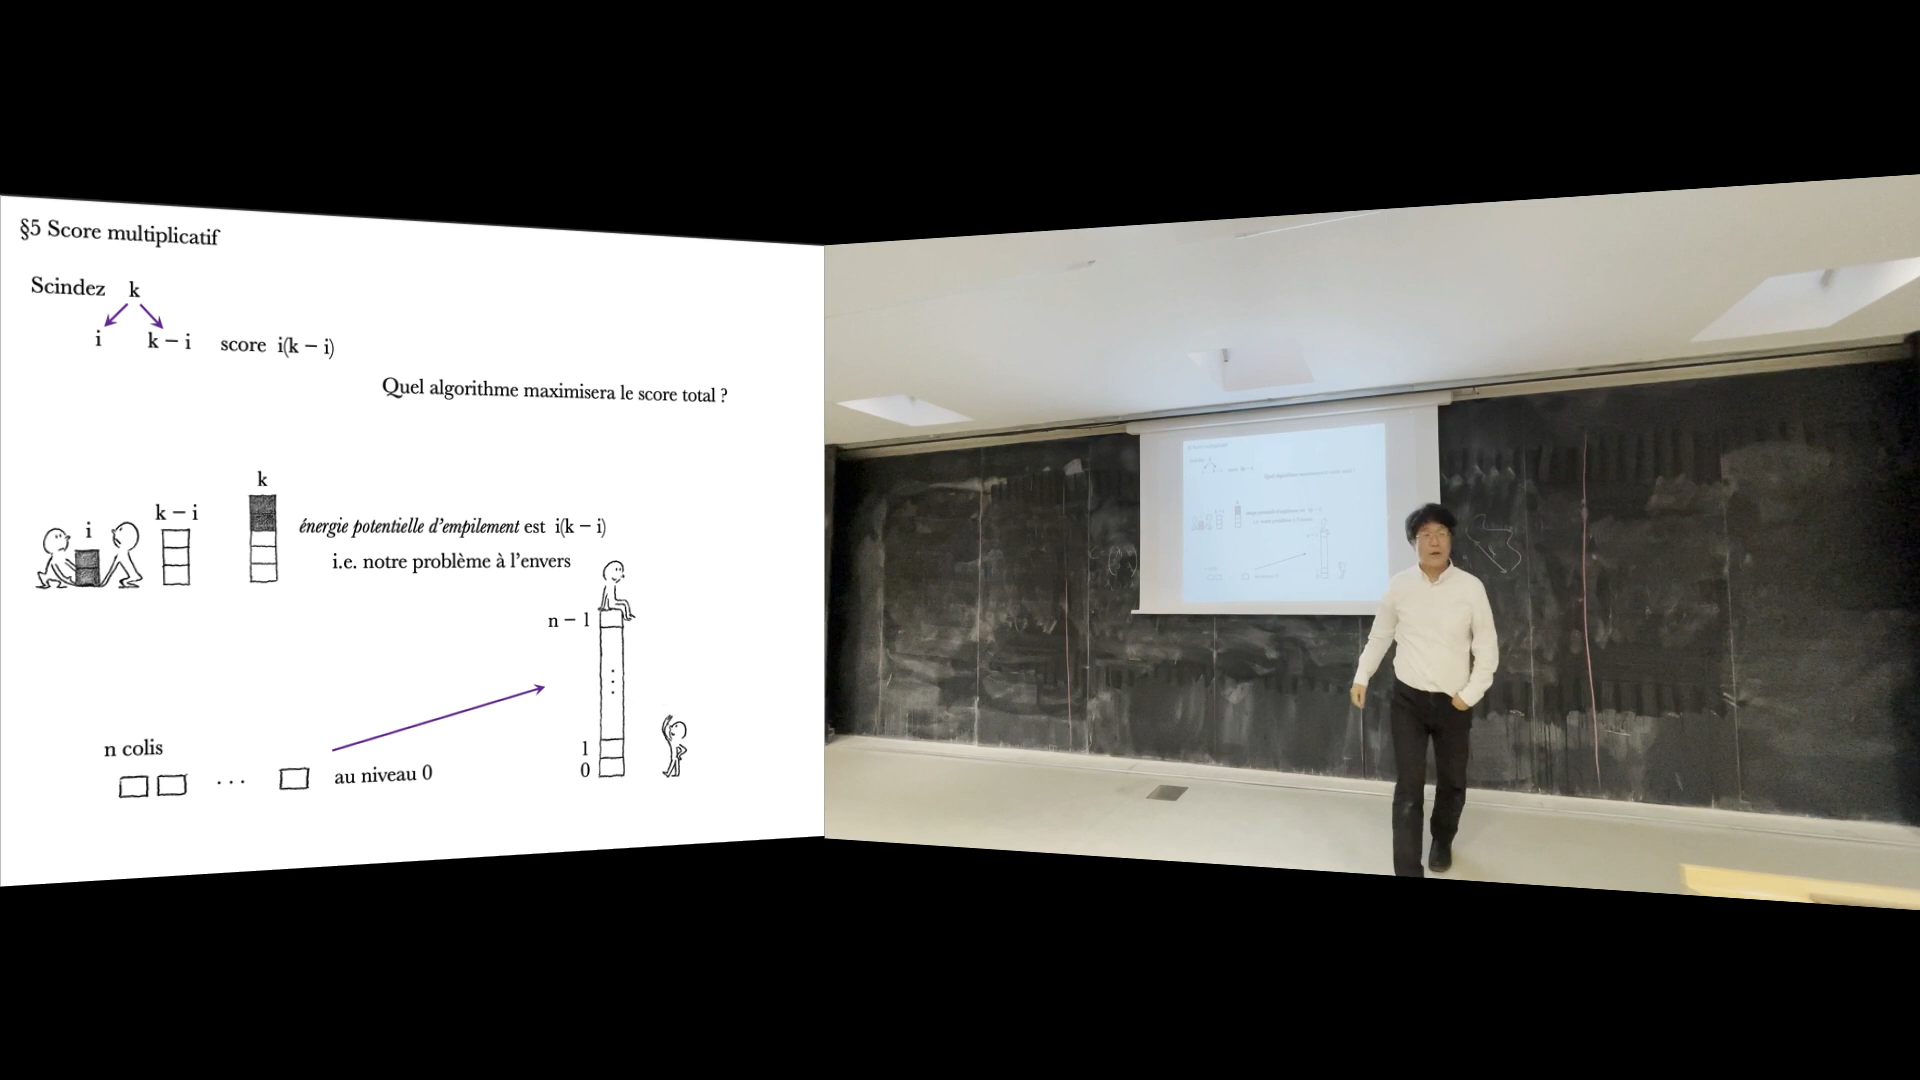 §5 Score multiplicatif
Scindez k
i k − i score i(k − i)
Quel algorithme maximisera le score total ?
k
k − i
i
énergie potentielle d’empilement est i(k − i)
i.e. notre problème à l’envers
n − 1
n colis
1
0
. . . au niveau 0